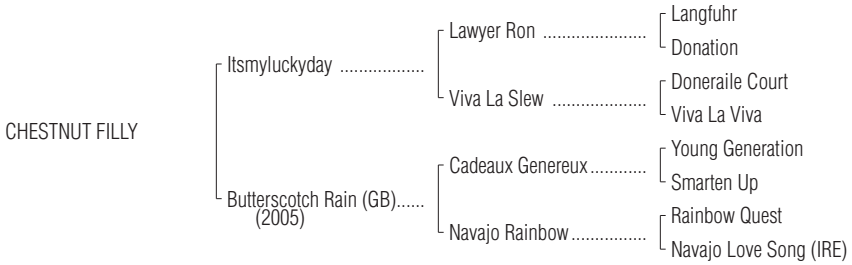 Langfuhr
Lawyer Ron ......................
Donation
Itsmyluckyday ..................
Doneraile Court
Viva La Slew ....................
Viva La Viva
CHESTNUT FILLY
Young Generation
Cadeaux Genereux............
Smarten Up
Butterscotch Rain (GB)......
(2005)
Rainbow Quest
Navajo Rainbow................
Navajo Love Song (IRE)